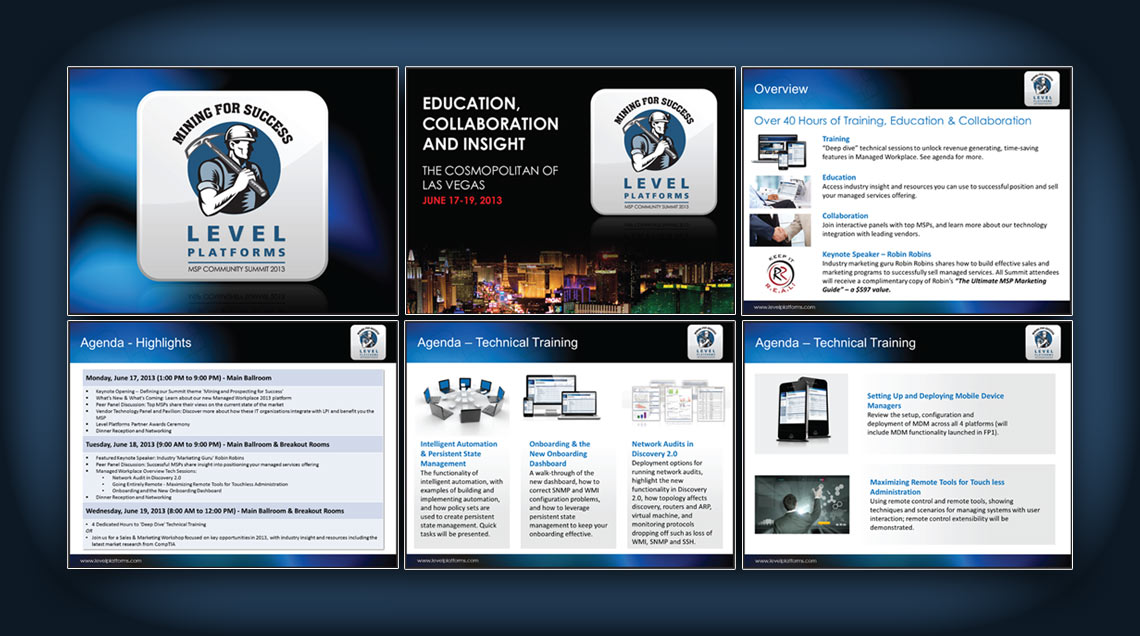 MINING FOR SUCCESS
LEVEL
PLATFORMS
MSP COMMUNITY SUMMIT 2013
EDUCATION,
COLLABORATION
AND INSIGHT
THE COSMOPOLITAN OF
LAS VEGAS
JUNE 17-19, 2013
MINING FOR SUCCESS
LEVEL
PLATFORMS
MSP COMMUNITY SUMMIT 2013
Overview
LEVEL
Over 40 Hours of Training, Education & Collaboration
Training
"Deep dive" technical sessions to unlock revenue generating, time-saving
features in Managed Workplace. See agenda for more.
Education
Access industry insight and resources you can use to successful position and sell
your managed services offering.
Collaboration
Join interactive panels with top MSPs, and learn more about our technology
integration with leading vendors.
KEEP IT
R.E.A.L!
Keynote Speaker – Robin Robins
Industry marketing guru Robin Robins shares how to build effective sales and
marketing programs to successfully sell managed services. All Summit attendees
will receive a complimentary copy of Robin's "The Ultimate MSP Marketing
Guide" – a $597 value.
www.levelplatforms.com
Agenda - Highlights
LEVEL
Monday, June 17, 2013 (1:00 PM to 9:00 PM) - Main Ballroom
• Keynote Opening – Defining our Summit theme 'Mining and Prospecting for Success'
• What's New & What's Coming: Learn about our new Managed Workplace 2013 platform
• Peer Panel Discussion: Top MSPs share their views on the current state of the market
• Vendor Technology Panel and Pavilion: Discover more about how these IT organizations integrate with LPI and benefit you the
MSP
• Level Platforms Partner Awards Ceremony
• Dinner Reception and Networking
Tuesday, June 18, 2013 (9:00 AM to 9:00 PM) - Main Ballroom & Breakout Rooms
• Featured Keynote Speaker: Industry 'Marketing Guru' Robin Robins
• Peer Panel Discussion: Successful MSPs share insight into positioning your managed services offering
• Managed Workplace Overview Tech Sessions:
• Network Audit In Discovery 2.0
• Going Entirely Remote - Maximizing Remote Tools for Touchless Administration
• Onboarding and the New Onboarding Dashboard
• Dinner Reception and Networking
Wednesday, June 19, 2013 (8:00 AM to 12:00 PM) - Main Ballroom & Breakout Rooms
• 4 Dedicated Hours to 'Deep Dive' Technical Training
OR
• Join us for a Sales & Marketing Workshop focused on key opportunities in 2013, with industry insight and resources including the
latest market research from CompTIA
www.levelplatforms.com
Agenda – Technical Training
LEVEL
Intelligent Automation
& Persistent State
Management
The functionality of
intelligent automation, with
examples of building and
implementing automation,
and how policy sets are
used to create persistent
state management. Quick
tasks will be presented.
Onboarding & the
New Onboarding
Dashboard
A walk-through of the
new dashboard, how to
correct SNMP and WMI
configuration problems,
and how to leverage
persistent state
management to keep your
onboarding effective.
Network Audits in
Discovery 2.0
Deployment options for
running network audits,
highlight the new
functionality in Discovery
2.0, how topology affects
discovery, routers and ARP,
virtual machine, and
monitoring protocols
dropping off such as loss of
WMI, SNMP and SSH.
www.levelplatforms.com
Agenda – Technical Training
LEVEL
Setting Up and Deploying Mobile Device
Managers
Review the setup, configuration and
deployment of MDM across all 4 platforms (will
include MDM functionality launched in FP1).
Maximizing Remote Tools for Touch less
Administration
Using remote control and remote tools, showing
techniques and scenarios for managing systems with user
interaction; remote control extensibility will be
demonstrated.
www.levelplatforms.com